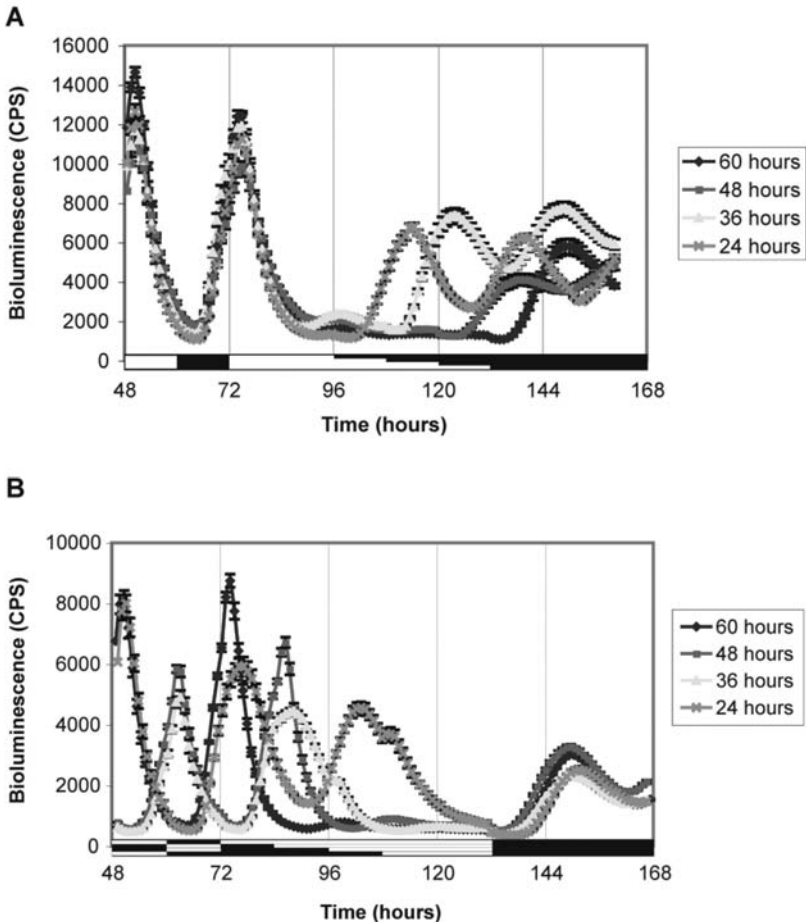 A
Bioluminescence (CPS)
16000
14000
12000
10000
8000
6000
4000
2000
0
48 72 96 120 144 168
Time (hours)
60 hours
48 hours
36 hours
24 hours
B
Bioluminescence (CPS)
10000
8000
6000
4000
2000
0
48 72 96 120 144 168
Time (hours)
60 hours
48 hours
36 hours
24 hours